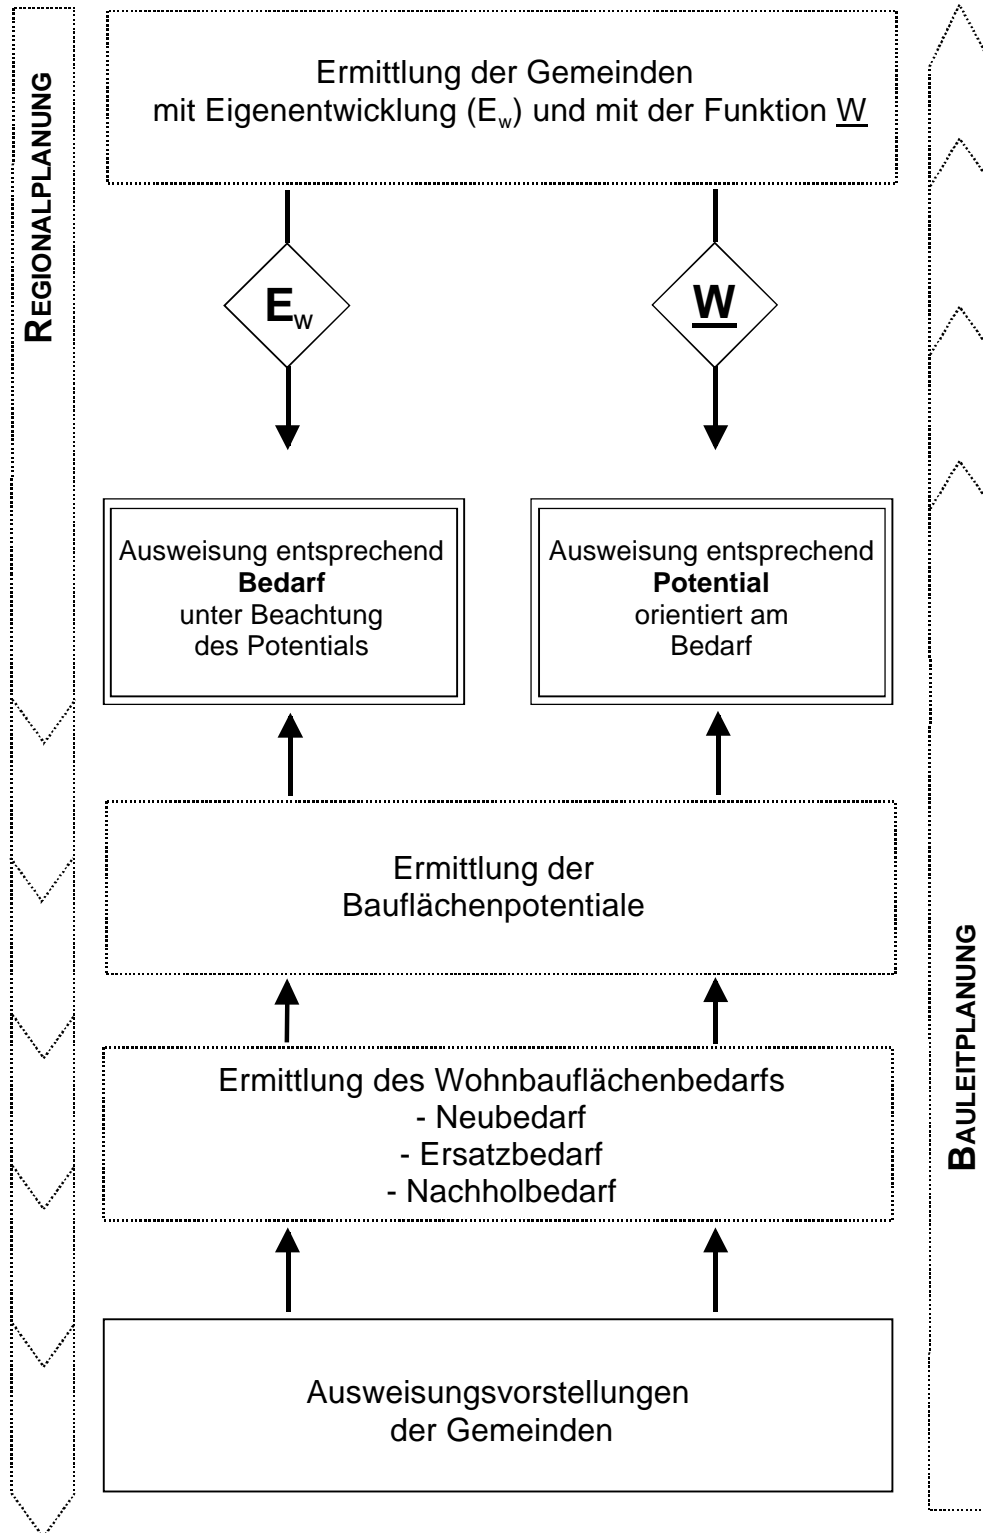 REGIONALPLANUNG
Ermittlung der Gemeinden
mit Eigenentwicklung (Ew) und mit der Funktion W
Ew
W
Ausweisung entsprechend
Bedarf
unter Beachtung
des Potentials
Ausweisung entsprechend
Potential
orientiert am
Bedarf
Ermittlung der
Bauflächenpotentiale
Ermittlung des Wohnbauflächenbedarfs
- Neubedarf
- Ersatzbedarf
- Nachholbedarf
Ausweisungsvorstellungen
der Gemeinden
BAULEITPLANUNG